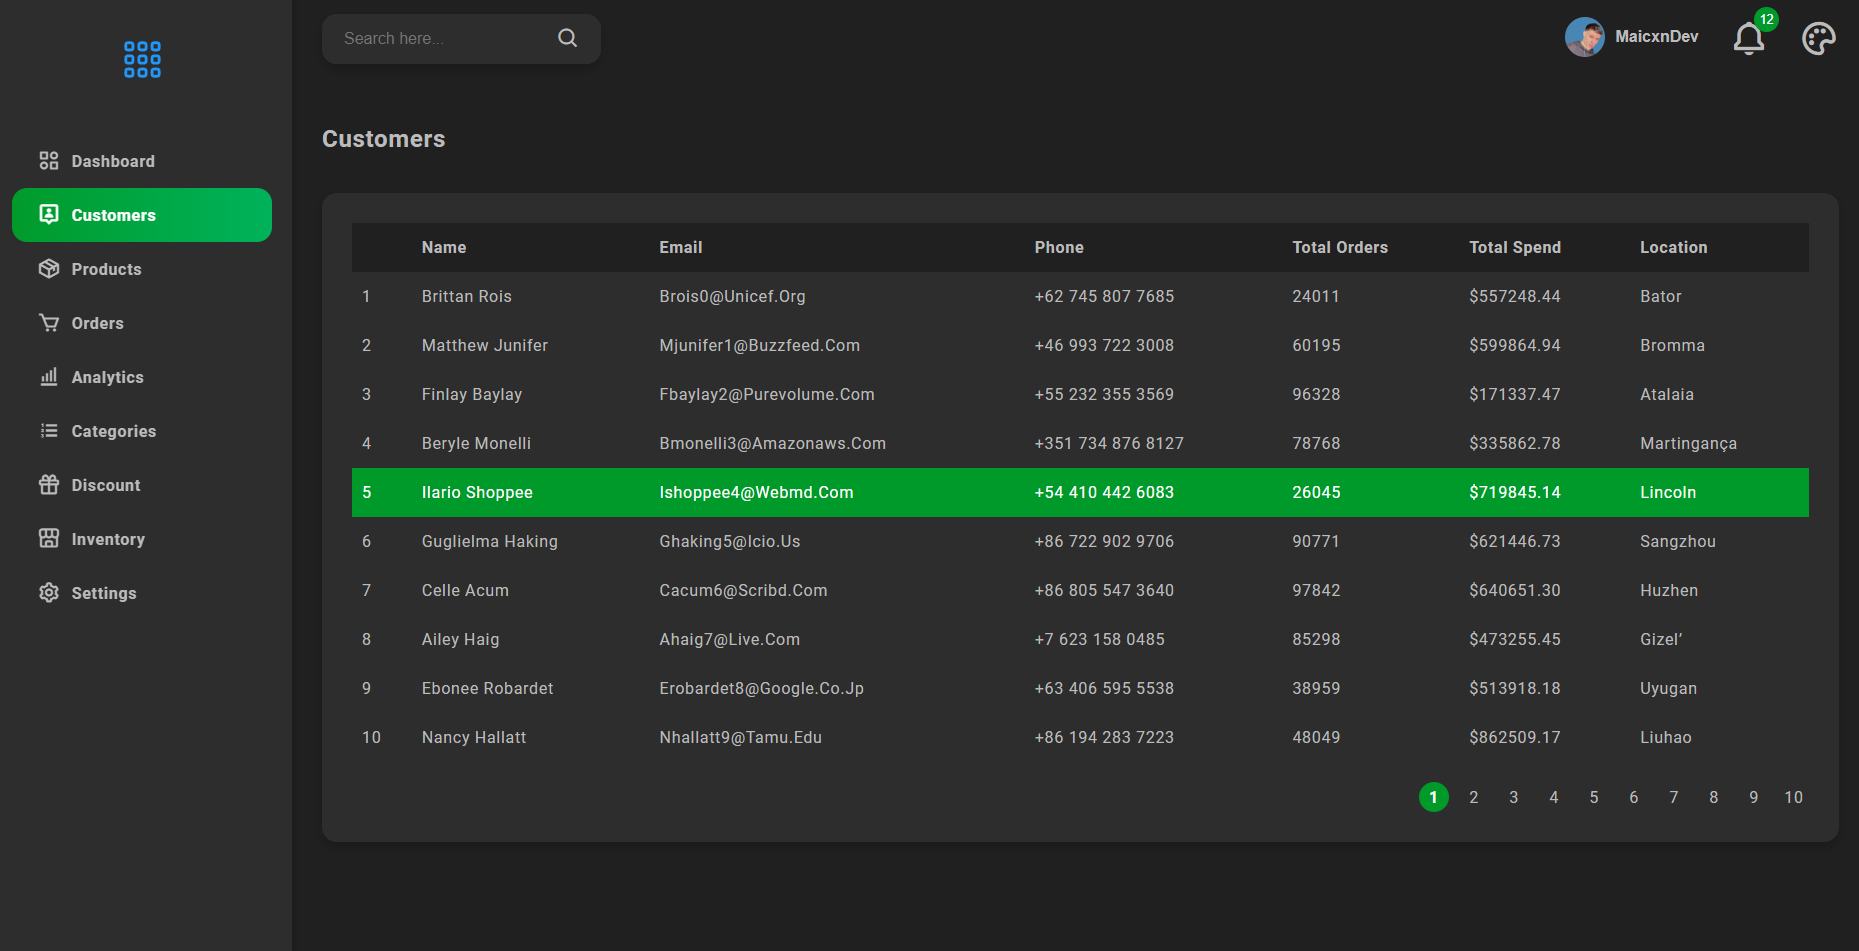 Search here...
MaicxnDev
12
Dashboard
Customers
Products
Orders
Analytics
Categories
Discount
Inventory
Settings
Customers
Name Email Phone Total Orders Total Spend Location
1 Brittan Rois Brois0@Unicef.Org +62 745 807 7685 24011 $557248.44 Bator
2 Matthew Junifer Mjunifer1@Buzzfeed.Com +46 993 722 3008 60195 $599864.94 Bromma
3 Finlay Baylay Fbaylay2@Purevolume.Com +55 232 355 3569 96328 $171337.47 Atalaia
4 Beryle Monelli Bmonelli3@Amazonaws.Com +351 734 876 8127 78768 $335862.78 Martingança
5 Ilario Shoppee Ishoppee4@Webmd.Com +54 410 442 6083 26045 $719845.14 Lincoln
6 Guglielma Haking Ghaking5@Icio.Us +86 722 902 9706 90771 $621446.73 Sangzhou
7 Celle Acum Cacum6@Scribd.Com +86 805 547 3640 97842 $640651.30 Huzhen
8 Ailey Haig Ahaig7@Live.Com +7 623 158 0485 85298 $473255.45 Gizel’
9 Ebonee Robardet Erobardet8@Google.Co.Jp +63 406 595 5538 38959 $513918.18 Uyugan
10 Nancy Hallatt Nhallatt9@Tamu.Edu +86 194 283 7223 48049 $862509.17 Liuhao
1 2 3 4 5 6 7 8 9 10